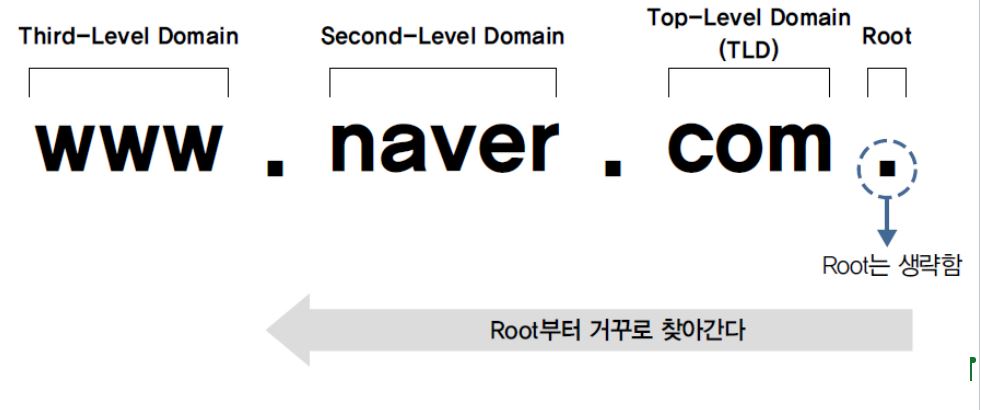 Third-Level Domain
Second-Level Domain
Top-Level Domain
(TLD)
Root
www . naver . com .
Root는 생략함
Root부터 거꾸로 찾아간다